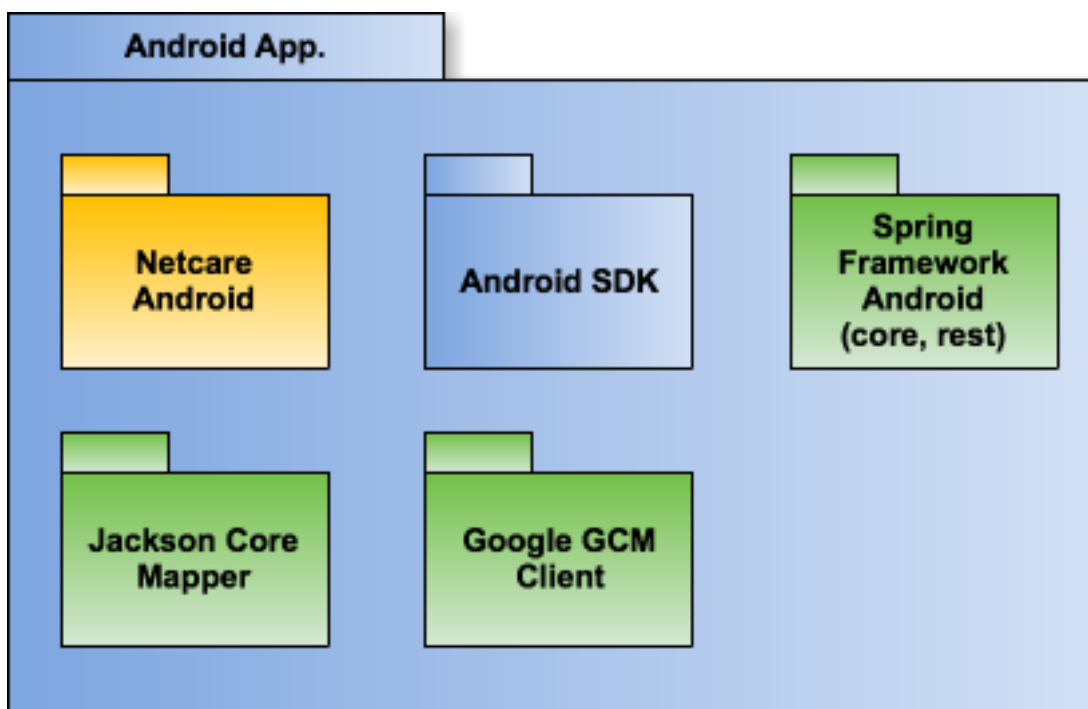 Android App.
Netcare
Android
Android SDK
Spring
Framework
Android
(core, rest)
Jackson Core
Mapper
Google GCM
Client